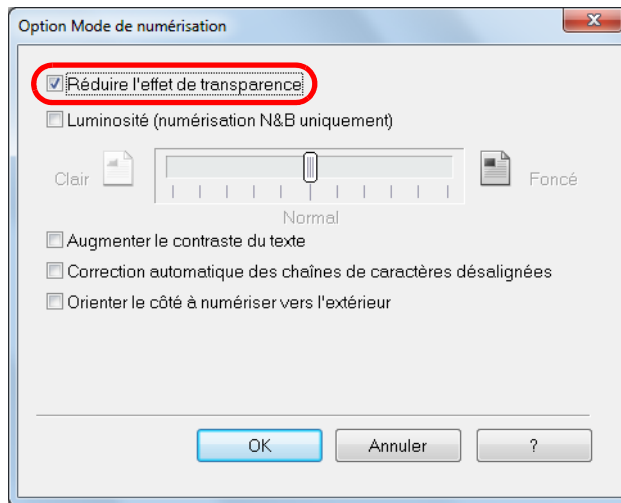 Option Mode de numérisation
Réduire l'effet de transparence
Luminosité (numérisation N&B uniquement)
Clair
Foncé
Normal
Augmenter le contraste du texte
Correction automatique des chaînes de caractères désalignées
Orienter le côté à numériser vers l'extérieur
OK Annuler ?